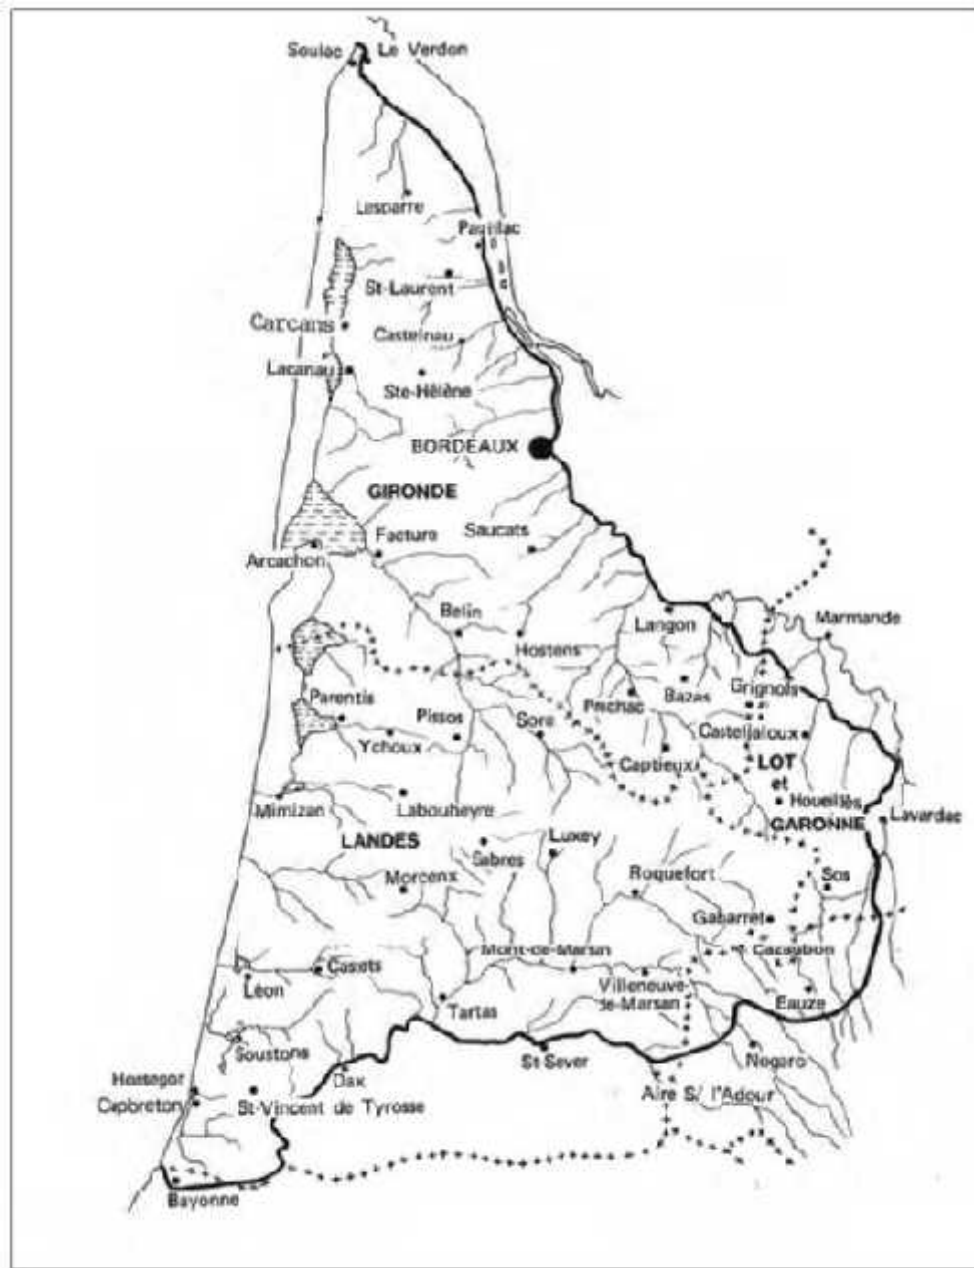 Soulac
Le Verdon
Lesparre
Pauillac
St-Laurent
Carcans
Castelnau
Lacanau
Ste-Hélène
BORDEAUX
GIRONDE
Saucats
Facture
Arcachon
Belin
Hostens
Langon
Marmande
Bazas
Grignols
Parentis
Pissos
Sore
Préchac
Ychoux
Casteljaloux
Captieux
LOT
et
Houeillès
GARONNE
Lavardac
Mimizan
Labouheyre
LANDES
Sabres
Luxey
Morcenx
Roquefort
Sos
Gabarret
Mont-de-Marsan
Cazaubon
Castets
Léon
Villeneuve-
de-Marsan
Eauze
Tartas
Soustons
St-Sever
Nogaro
Hossegor
Dax
Capbreton
St-Vincent de Tyrosse
Aire S/ l'Adour
Bayonne